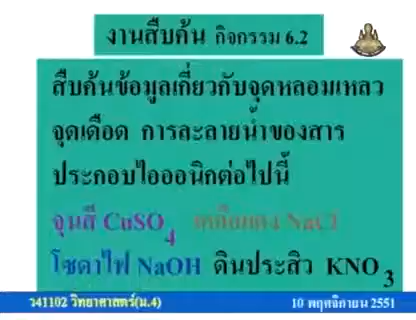 งานสืบค้น กิจกรรม 6.2
สืบค้นข้อมูลเกี่ยวกับจุดหลอมเหลว
จุดเดือด การละลายน้ำของสาร
ประกอบไอออนิกต่อไปนี้
จุนสี CuSO4 เกลือแกง NaCl
โซดาไฟ NaOH ดินประสิว KNO3
ว41102 วิทยาศาสตร์(ม.4) 10 พฤศจิกายน 2551